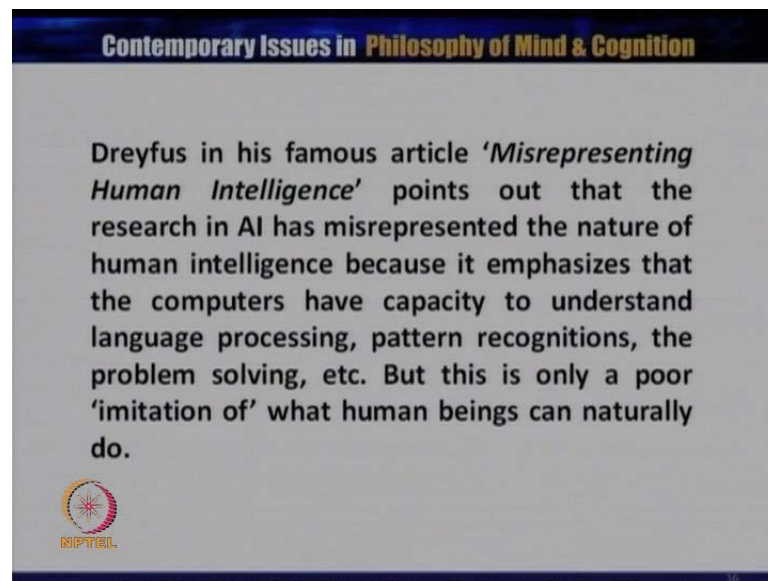 Contemporary Issues in Philosophy of Mind & Cognition
Dreyfus in his famous article ‘Misrepresenting
Human Intelligence’ points out that the
research in AI has misrepresented the nature of
human intelligence because it emphasizes that
the computers have capacity to understand
language processing, pattern recognitions, the
problem solving, etc. But this is only a poor
‘imitation of’ what human beings can naturally
do.
NPTEL
16